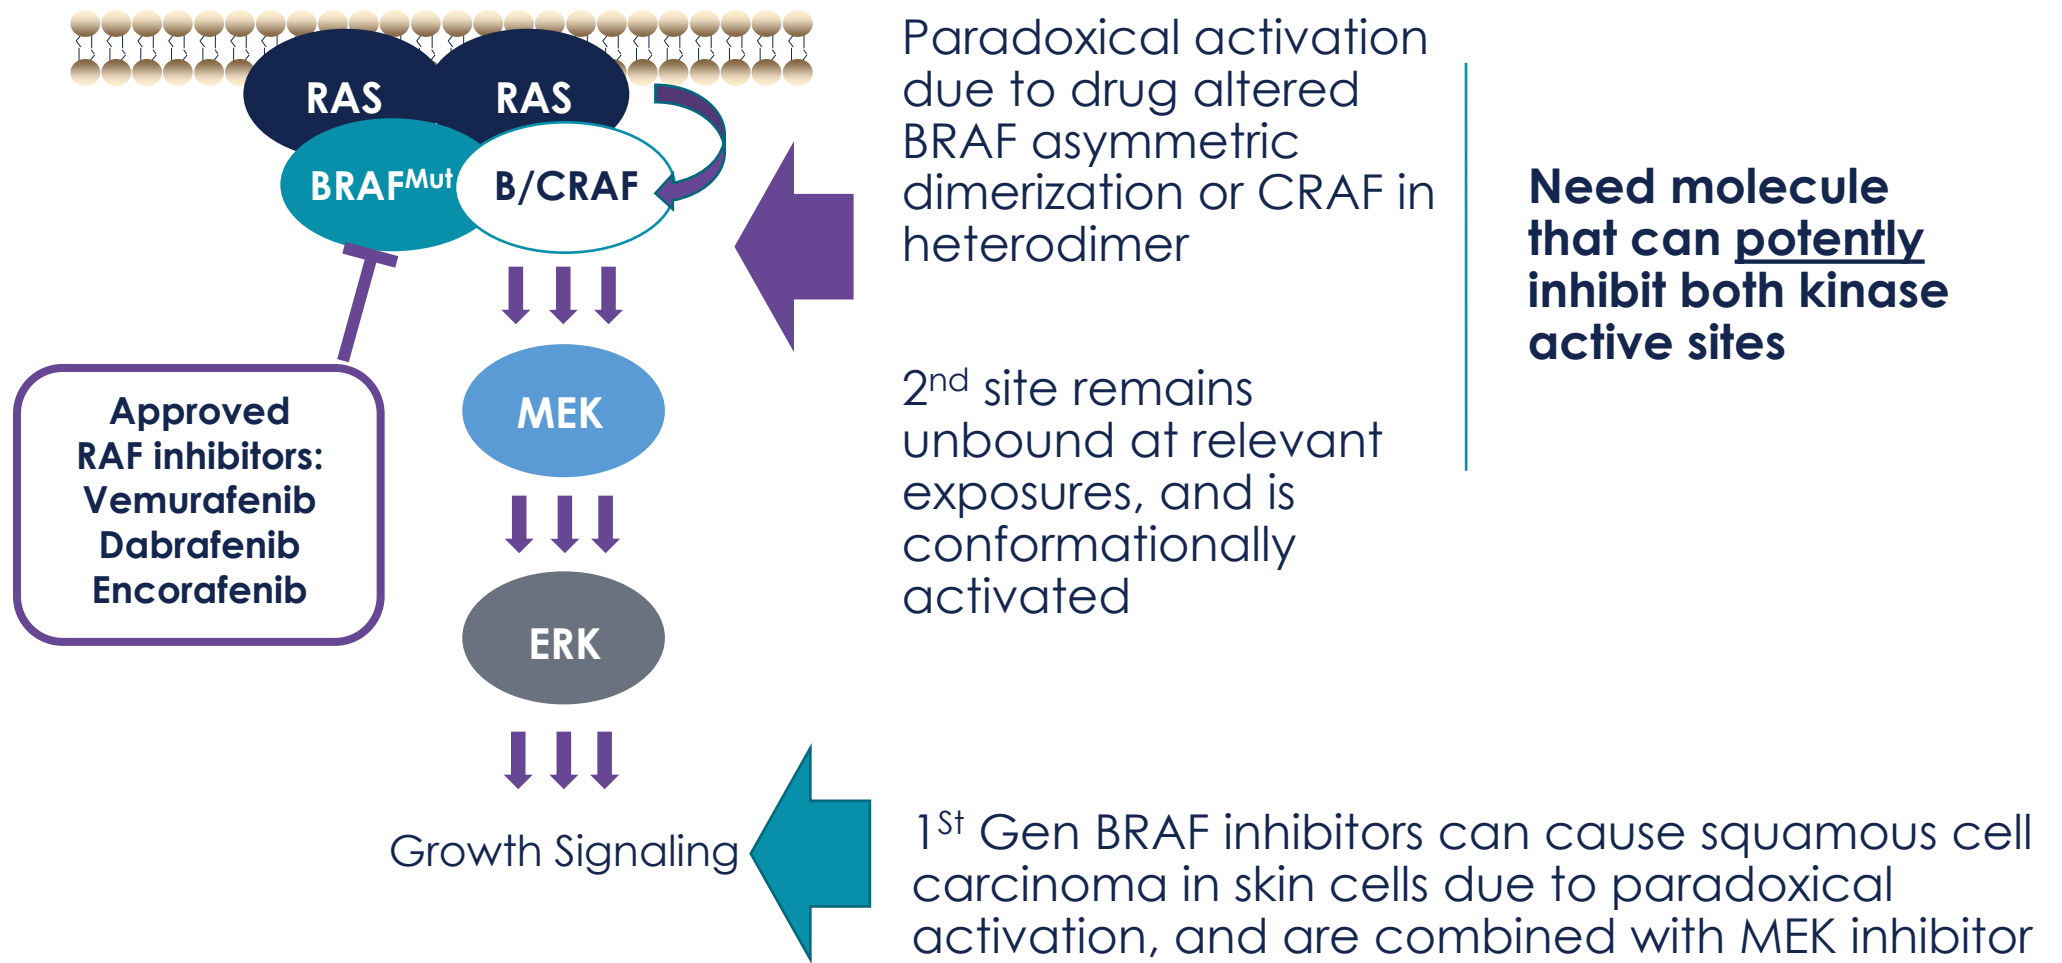 RAS RAS
BRAFMut B/CRAF
Approved
RAF inhibitors:
Vemurafenib
Dabrafenib
Encorafenib
MEK
ERK
Growth Signaling
Paradoxical activation
due to drug altered
BRAF asymmetric
dimerization or CRAF in
heterodimer
2nd site remains
unbound at relevant
exposures, and is
conformationally
activated
Need molecule
that can potently
inhibit both kinase
active sites
1St Gen BRAF inhibitors can cause squamous cell
carcinoma in skin cells due to paradoxical
activation, and are combined with MEK inhibitor